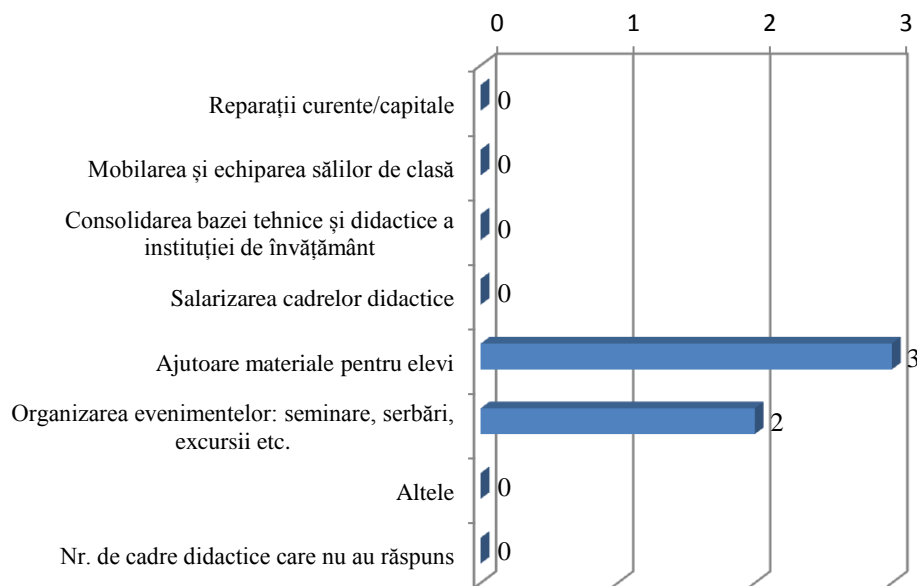 0 1 2 3
Reparații curente/capitale 0
Mobilarea și echiparea sălilor de clasă 0
Consolidarea bazei tehnice și didactice a
instituției de învățământ 0
Salarizarea cadrelor didactice 0
Ajutoare materiale pentru elevi 3
Organizarea evenimentelor: seminare, serbări,
excursii etc. 2
Altele 0
Nr. de cadre didactice care nu au răspuns 0